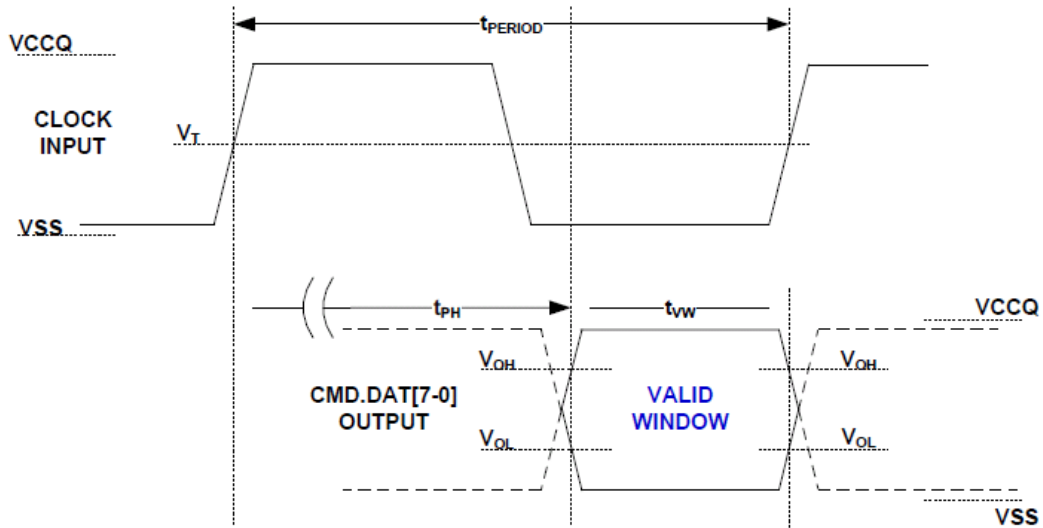 tPERIOD
VCCQ
CLOCK
INPUT
VT
VSS
tPH
tVW
VCCQ
VOH
VOH
CMD.DAT[7-0]
OUTPUT
VALID
WINDOW
VOL
VOL
VSS